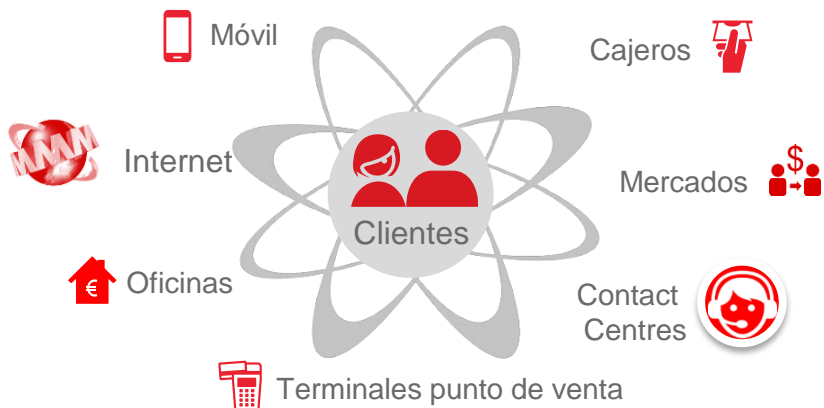 Móvil
Cajeros
Internet
Mercados
$
Clientes
Oficinas
€
Contact
Centres
Terminales punto de venta